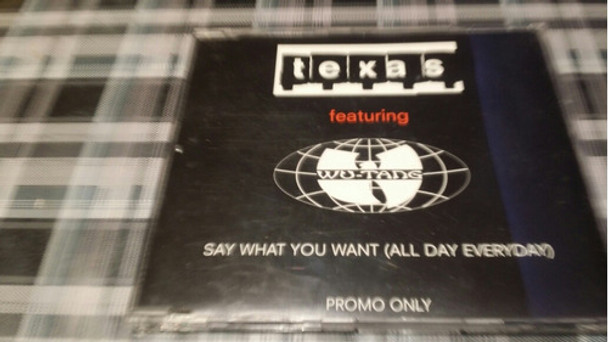 texas
featuring
WU-TANG
SAY WHAT YOU WANT (ALL DAY EVERYDAY)
PROMO ONLY